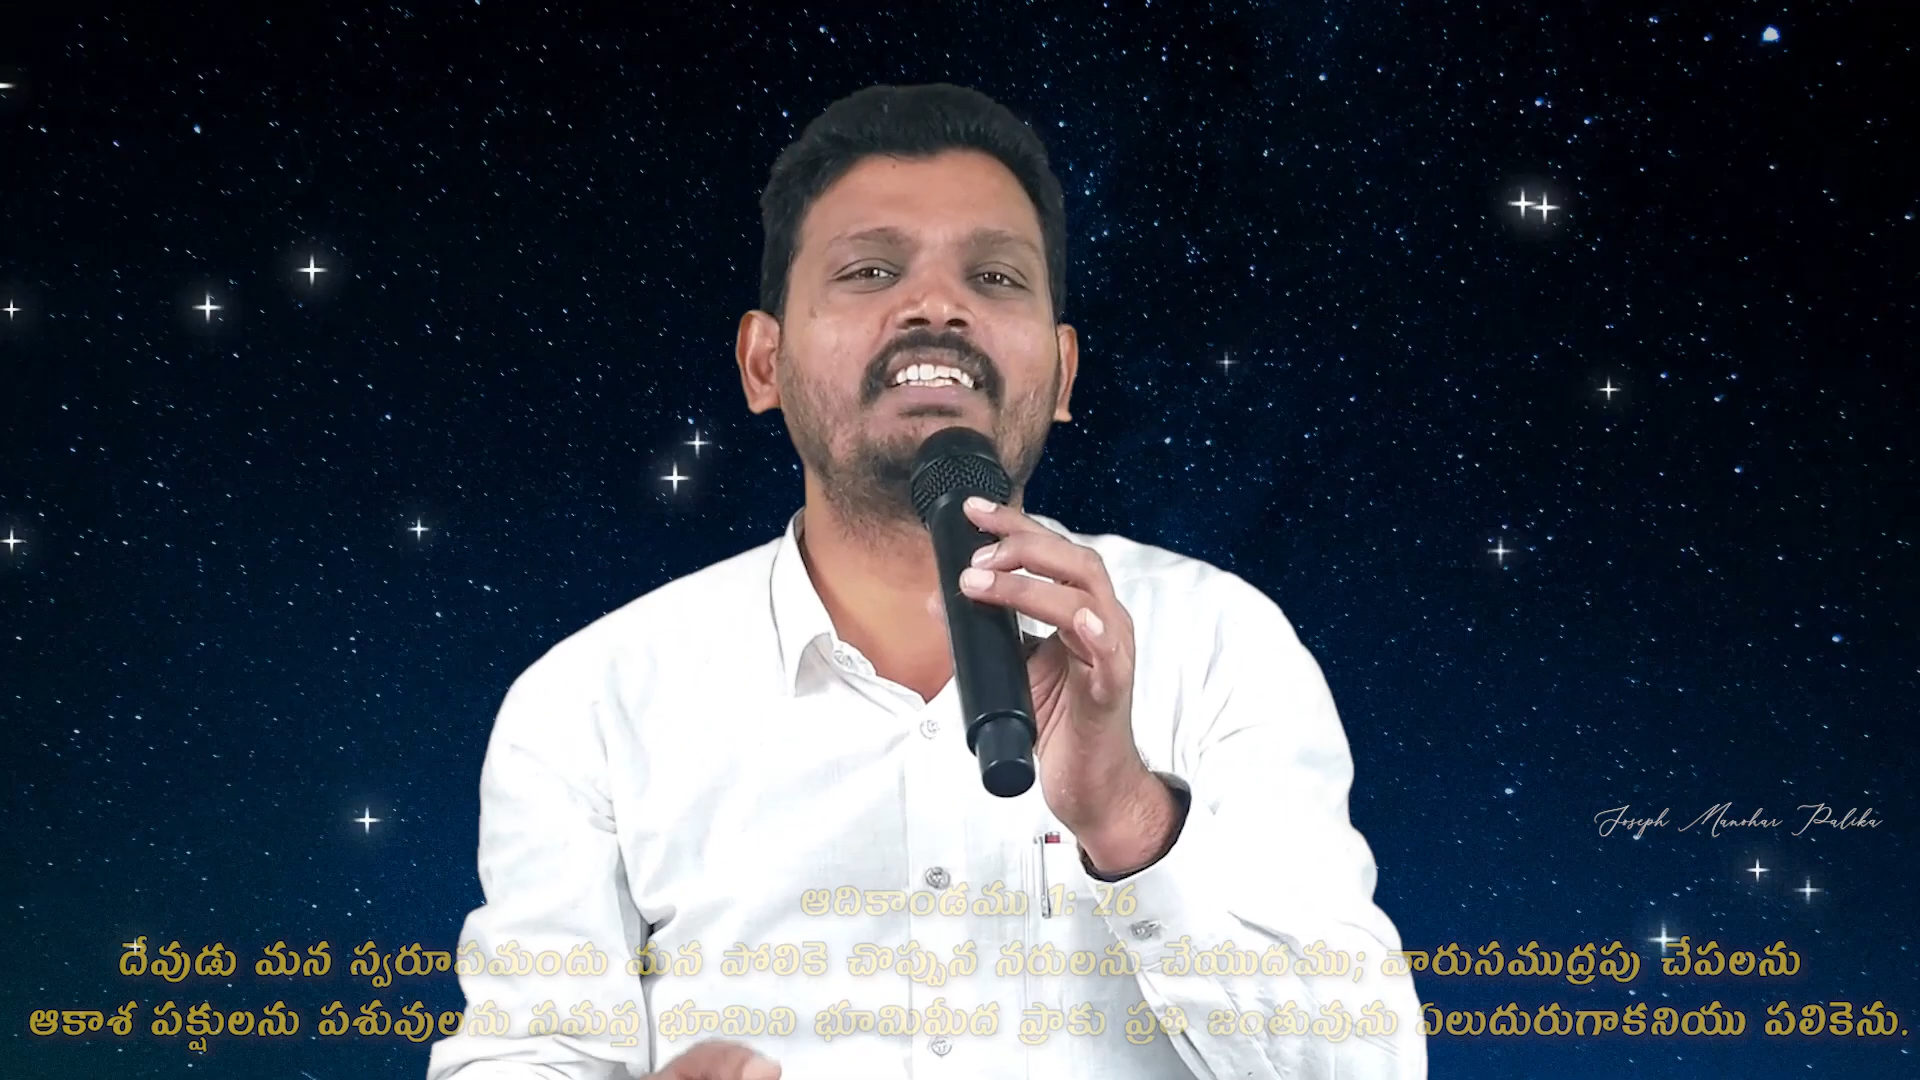 Joseph Manohar Palika
ఆదికాండము 1: 26
దేవుడు మన స్వరూపమందు మన పోలికె చొప్పున నరులను చేయుదము; వారుసముద్రపు చేపలను
ఆకాశ పక్షులను పశువులను సమస్త భూమిని భూమిమీద ప్రాకు ప్రతి జంతువును ఏలుదురుగాకనియు పలికెను.